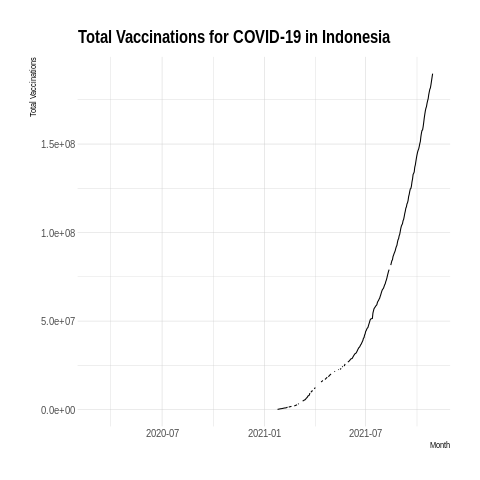 Total Vaccinations for COVID-19 in Indonesia
Total Vaccinations
1.5e+08
1.0e+08
5.0e+07
0.0e+00
2020-07 2021-01 2021-07
Month